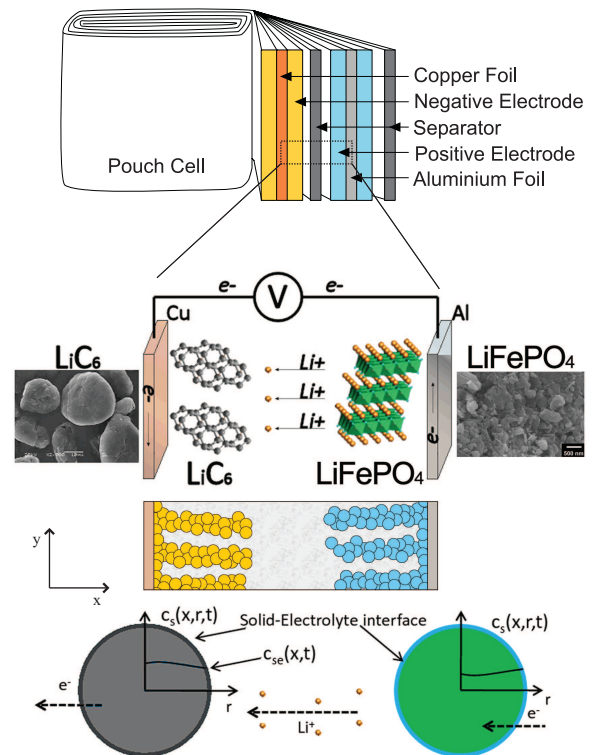 Copper Foil
Negative Electrode
Separator
Positive Electrode
Aluminium Foil
Pouch Cell
e- V e-
Cu Al
LiC6 LiFePO4
Li+
Li+
Li+
e- e-
500 nm
LiC6 LiFePO4
y
x
cs(x,r,t) Solid-Electrolyte interface cs(x,r,t)
cse(x,t)
e- r Li+ e- r